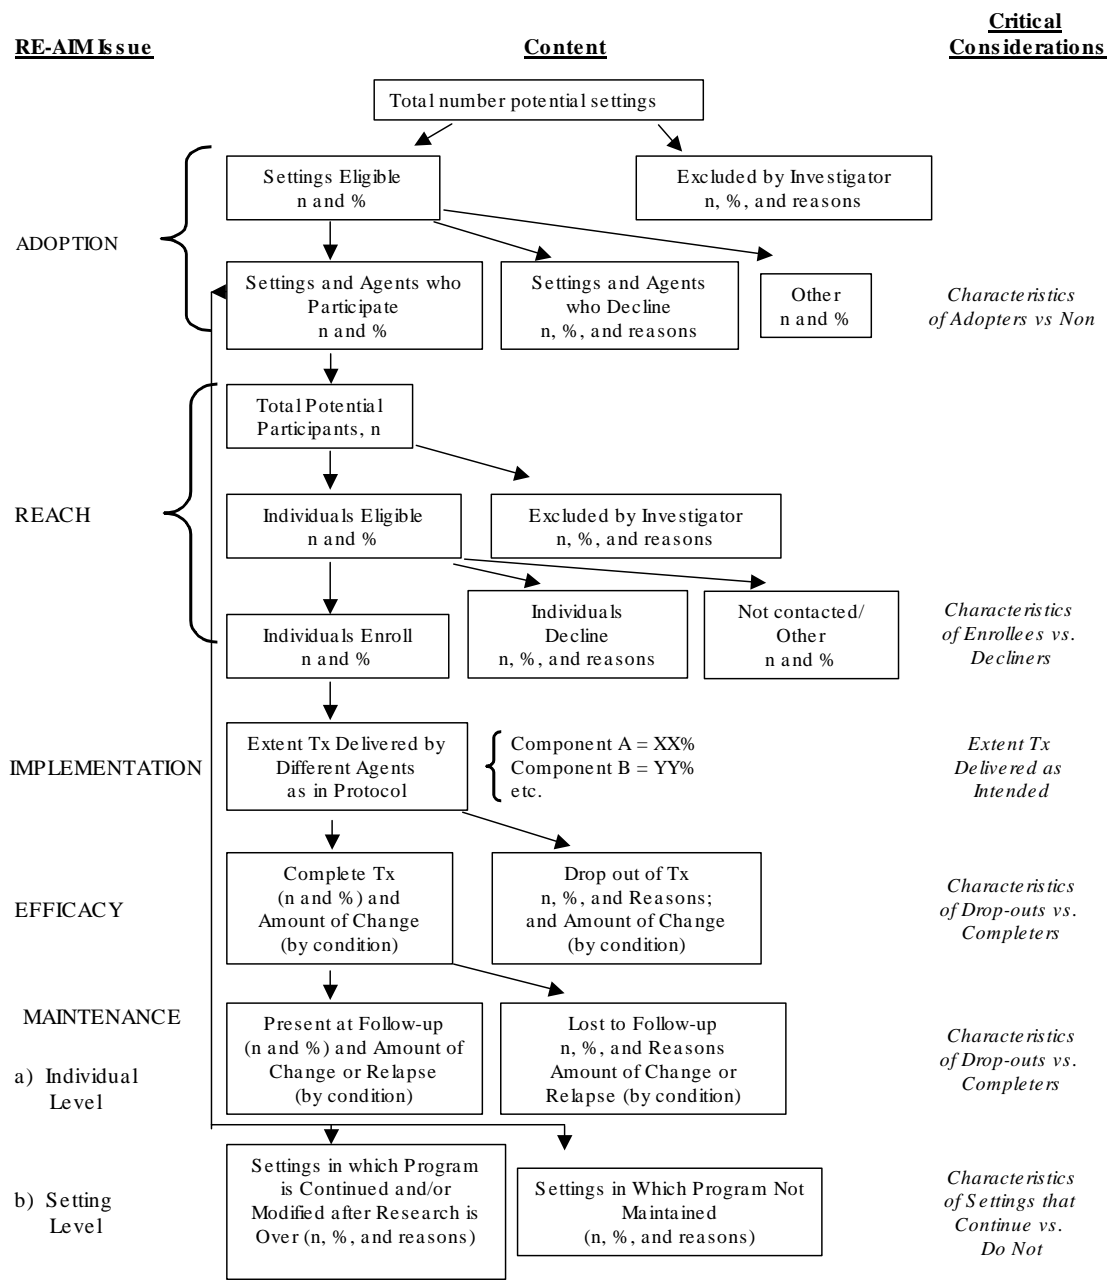 RE-AIM Issue
Content
Critical
Considerations
Total number potential settings
Settings Eligible
n and %
Excluded by Investigator
n, %, and reasons
ADOPTION
Settings and Agents who
Participate
n and %
Settings and Agents
who Decline
n, %, and reasons
Other
n and %
Characteristics
of Adopters vs Non
Total Potential
Participants, n
REACH
Individuals Eligible
n and %
Excluded by Investigator
n, %, and reasons
Individuals Enroll
n and %
Individuals
Decline
n, %, and reasons
Not contacted/
Other
n and %
Characteristics
of Enrollees vs.
Decliners
IMPLEMENTATION
Extent Tx Delivered by
Different Agents
as in Protocol
Component A = XX%
Component B = YY%
etc.
Extent Tx
Delivered as
Intended
EFFICACY
Complete Tx
(n and %) and
Amount of Change
(by condition)
Drop out of Tx
n, %, and Reasons;
and Amount of Change
(by condition)
Characteristics
of Drop-outs vs.
Completers
MAINTENANCE
a) Individual
Level
Present at Follow-up
(n and %) and Amount of
Change or Relapse
(by condition)
Lost to Follow-up
n, %, and Reasons
Amount of Change or
Relapse (by condition)
Characteristics
of Drop-outs vs.
Completers
b) Setting
Level
Settings in which Program
is Continued and/or
Modified after Research is
Over (n, %, and reasons)
Settings in Which Program Not
Maintained
(n, %, and reasons)
Characteristics
of Settings that
Continue vs.
Do Not